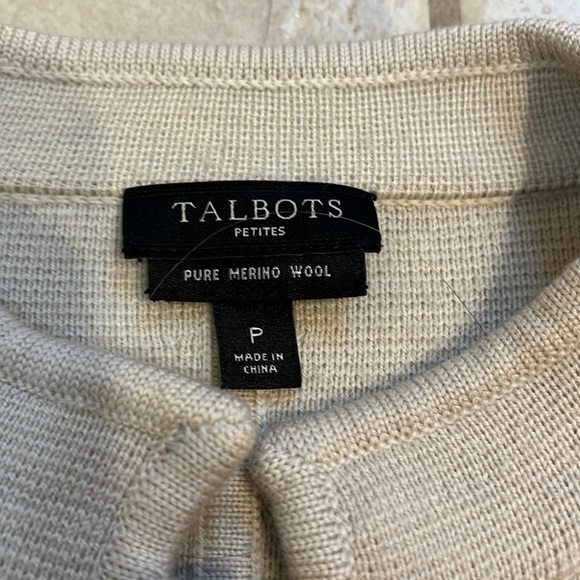 TALBOTS
PETITES
PURE MERINO WOOL
P
MADE IN
CHINA